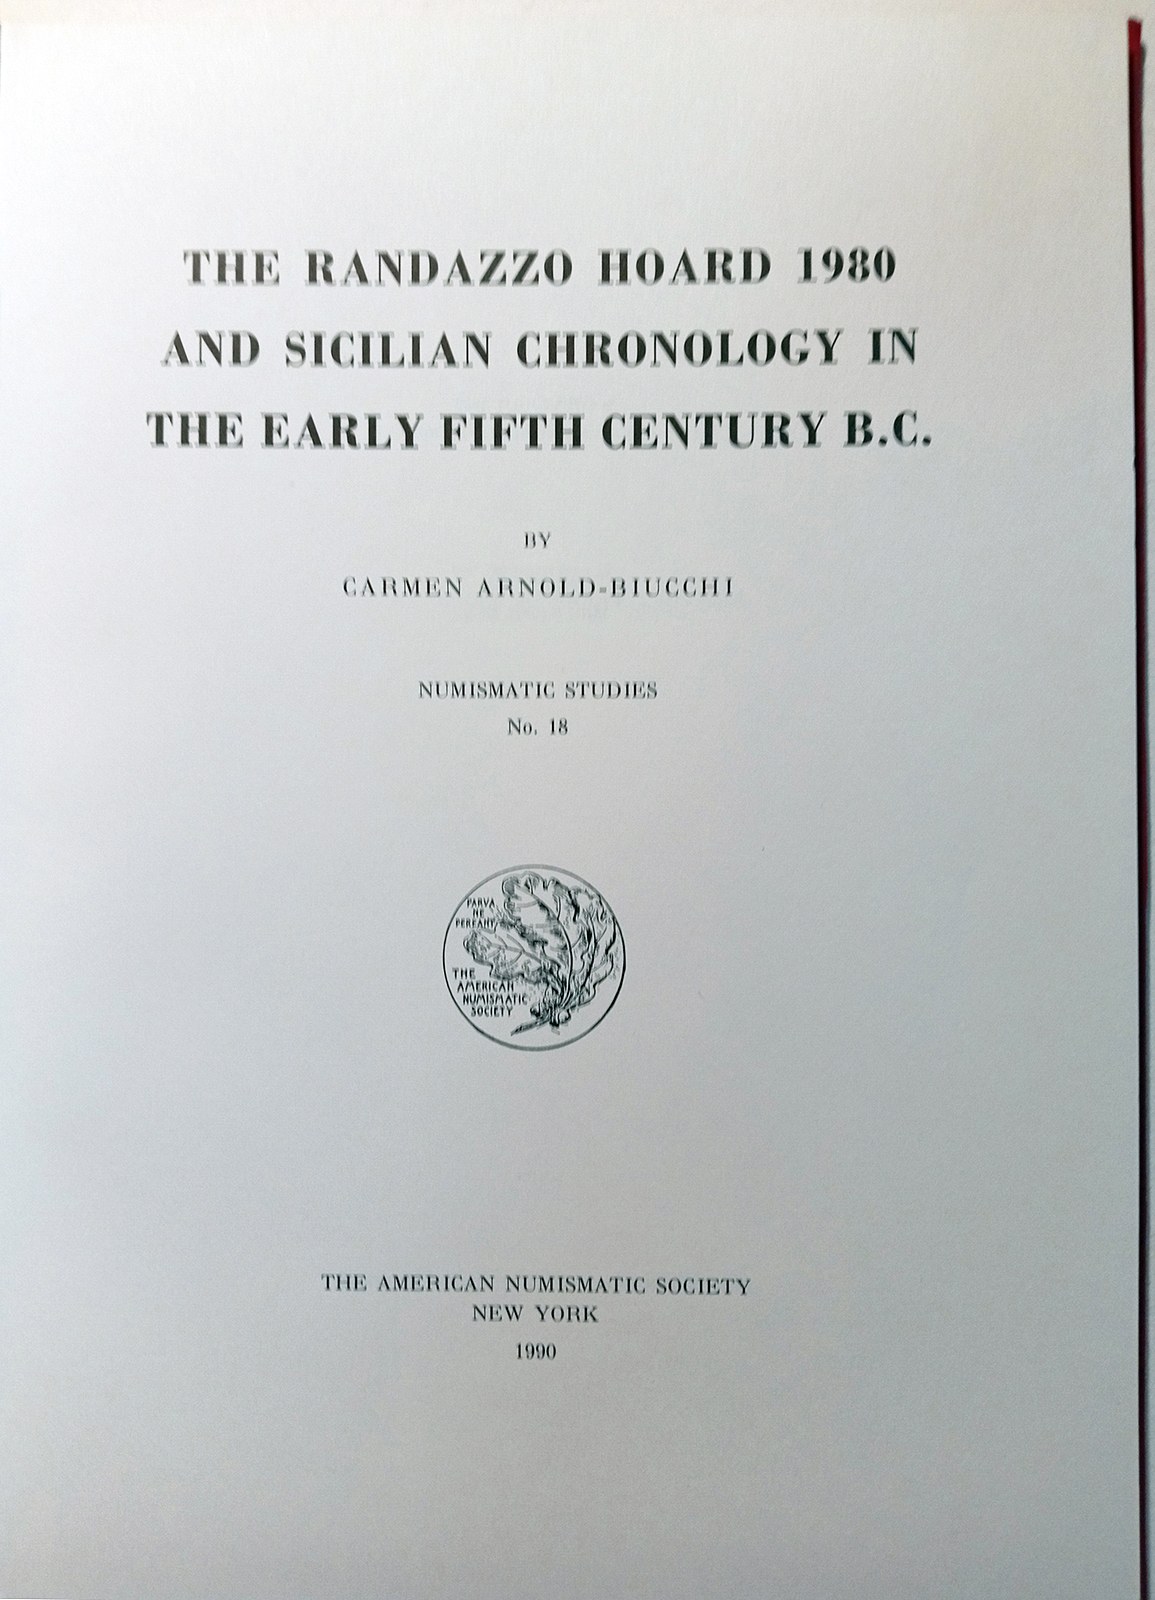 THE RANDAZZO HOARD 1980
AND SICILIAN CHRONOLOGY IN
THE EARLY FIFTH CENTURY B.C.
BY
CARMEN ARNOLD-BIUCCHI
NUMISMATIC STUDIES
No. 18
PARVA
NE
PEREANT
THE
AMERICAN
NUMISMATIC
SOCIETY
THE AMERICAN NUMISMATIC SOCIETY
NEW YORK
1990